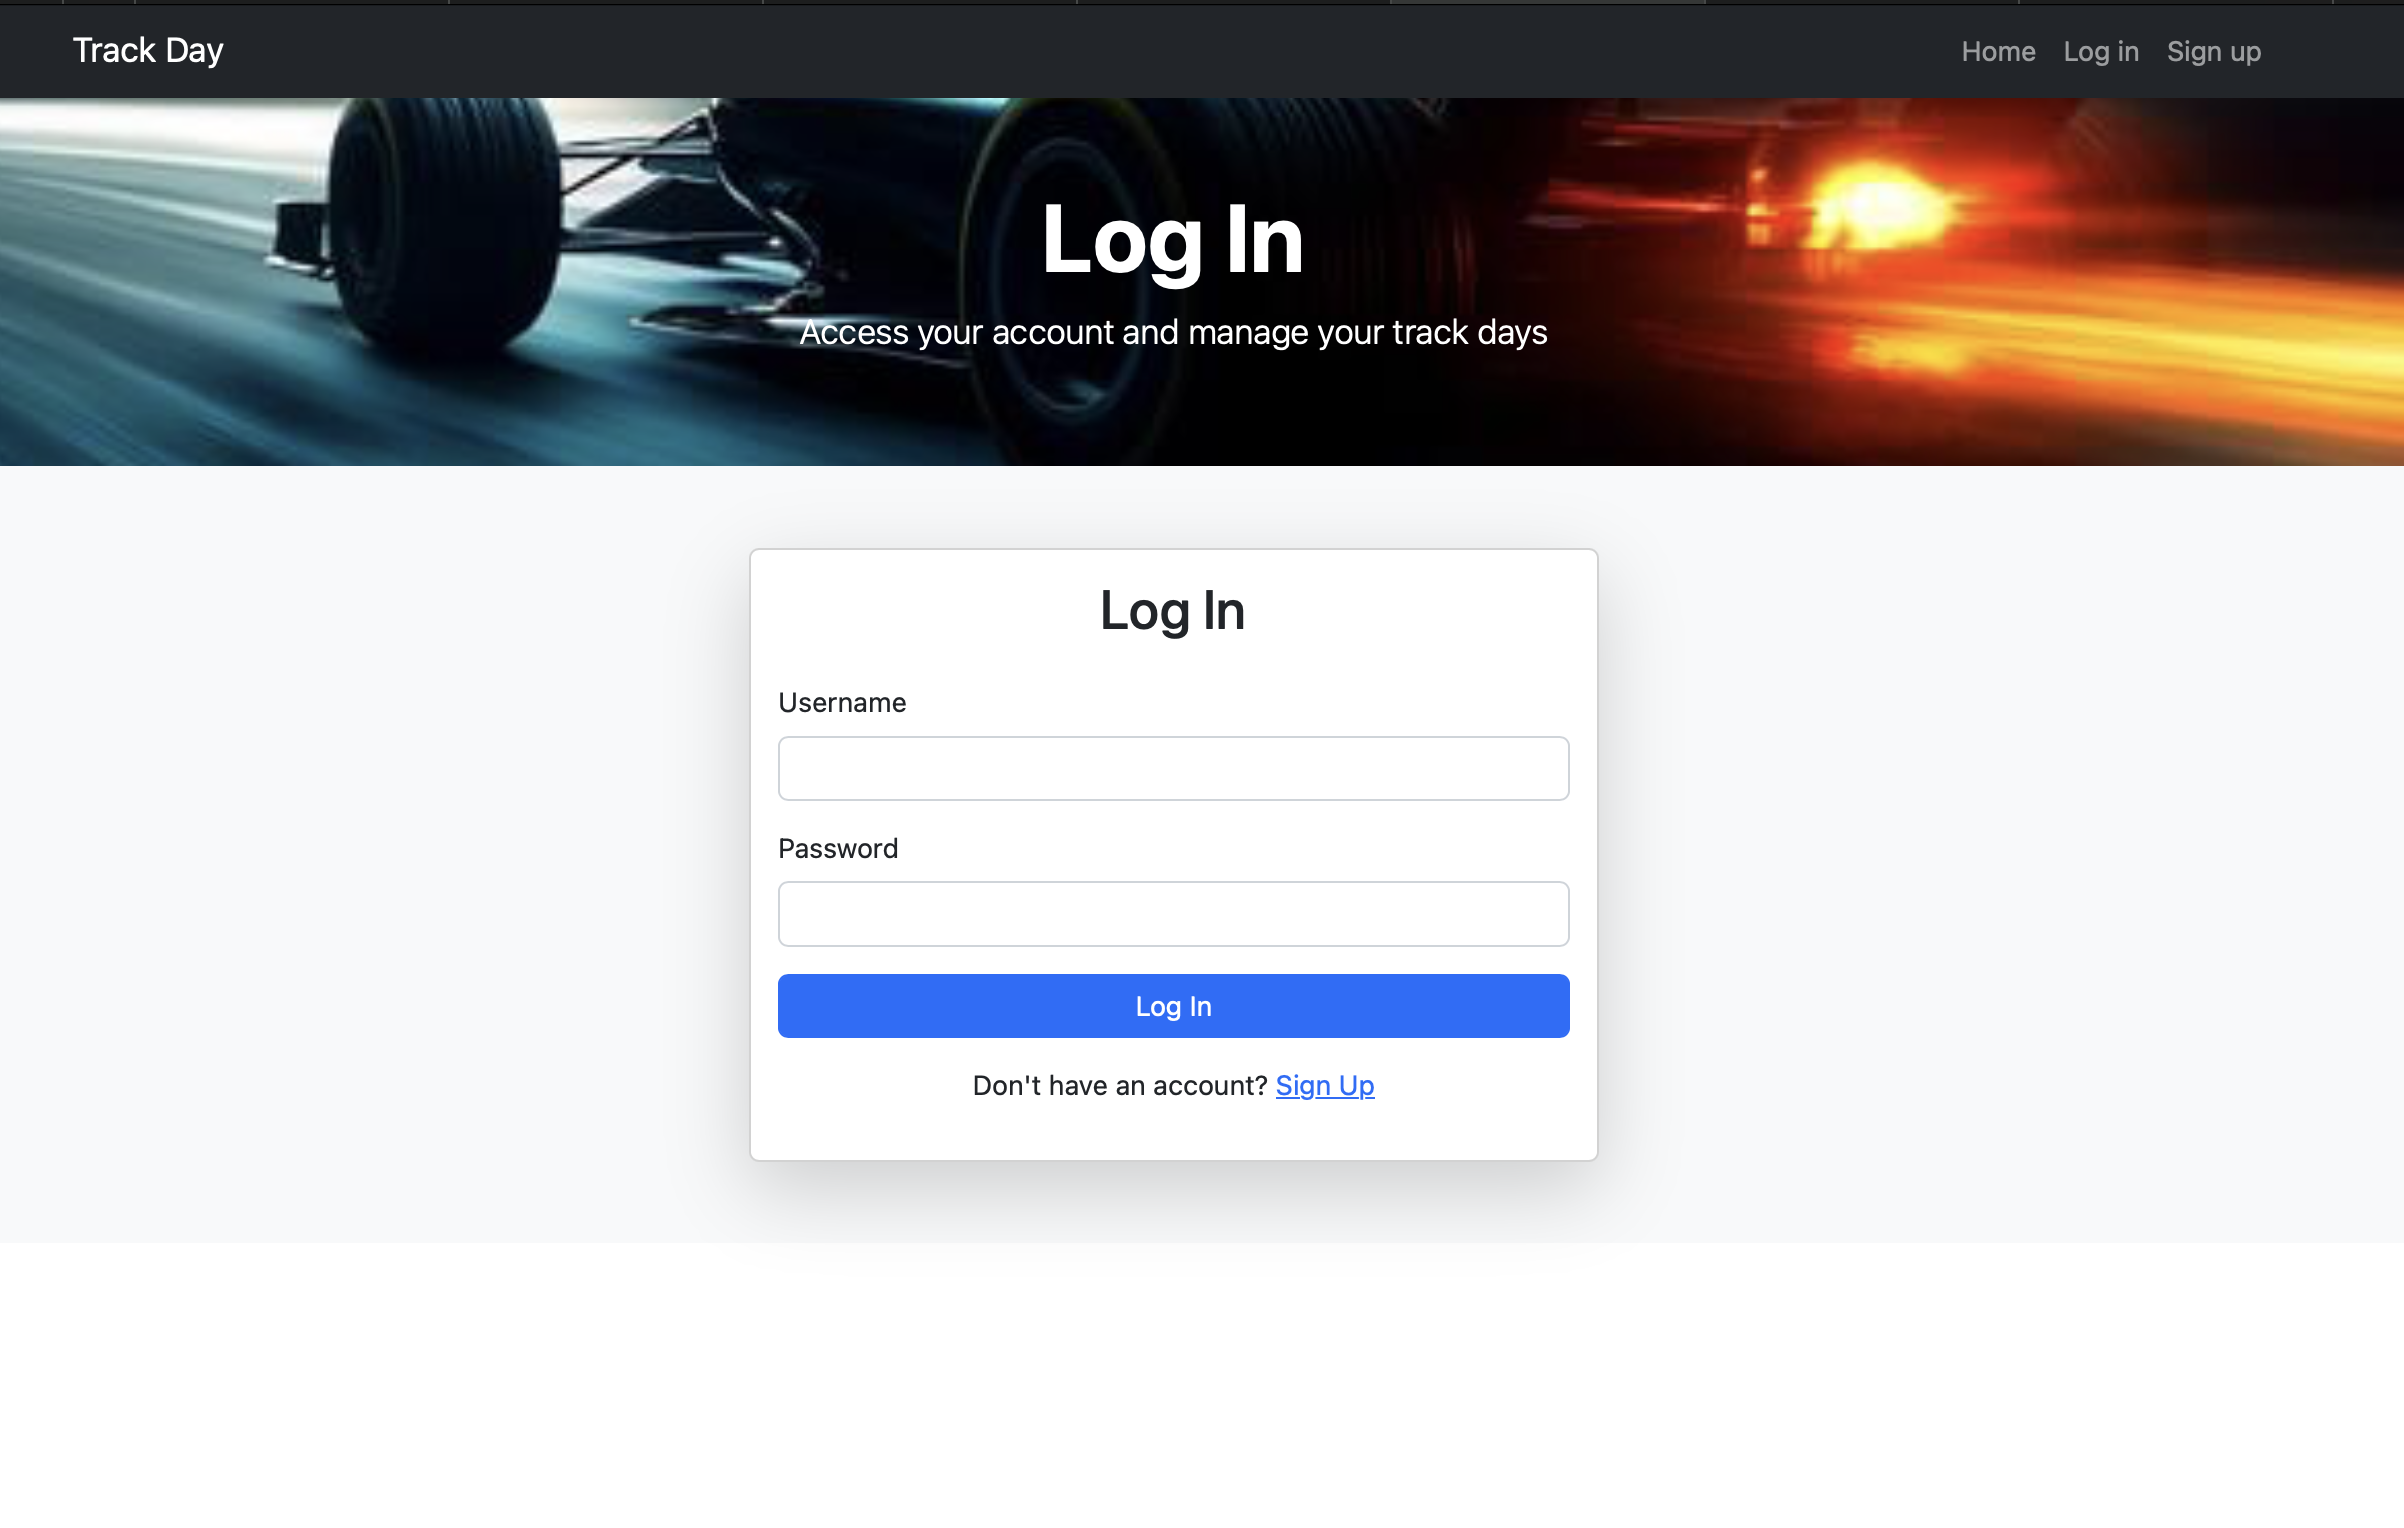 Track Day
Home Log in Sign up
Log In
Access your account and manage your track days
Log In
Username
Password
Log In
Don't have an account? Sign Up